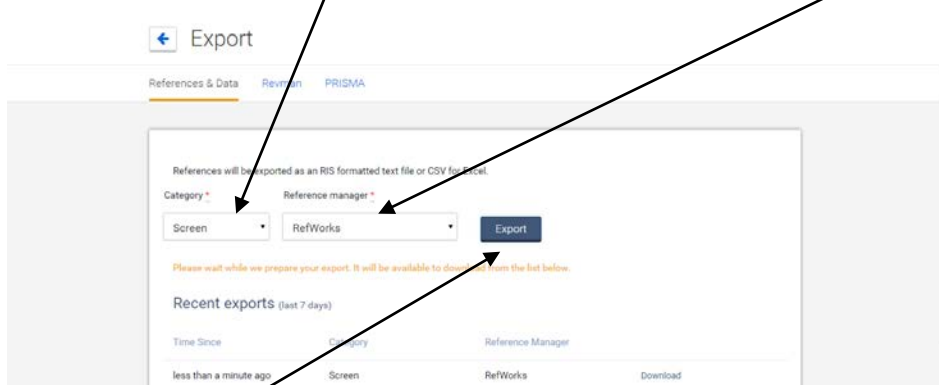 Export
References & Data Revman PRISMA
References will be exported as an RIS formatted text file or CSV for Excel.
Category * Reference manager *
Screen RefWorks Export
Please wait while we prepare your export. It will be available to download from the list below.
Recent exports (last 7 days)
Time Since Category Reference Manager
less than a minute ago Screen RefWorks Download